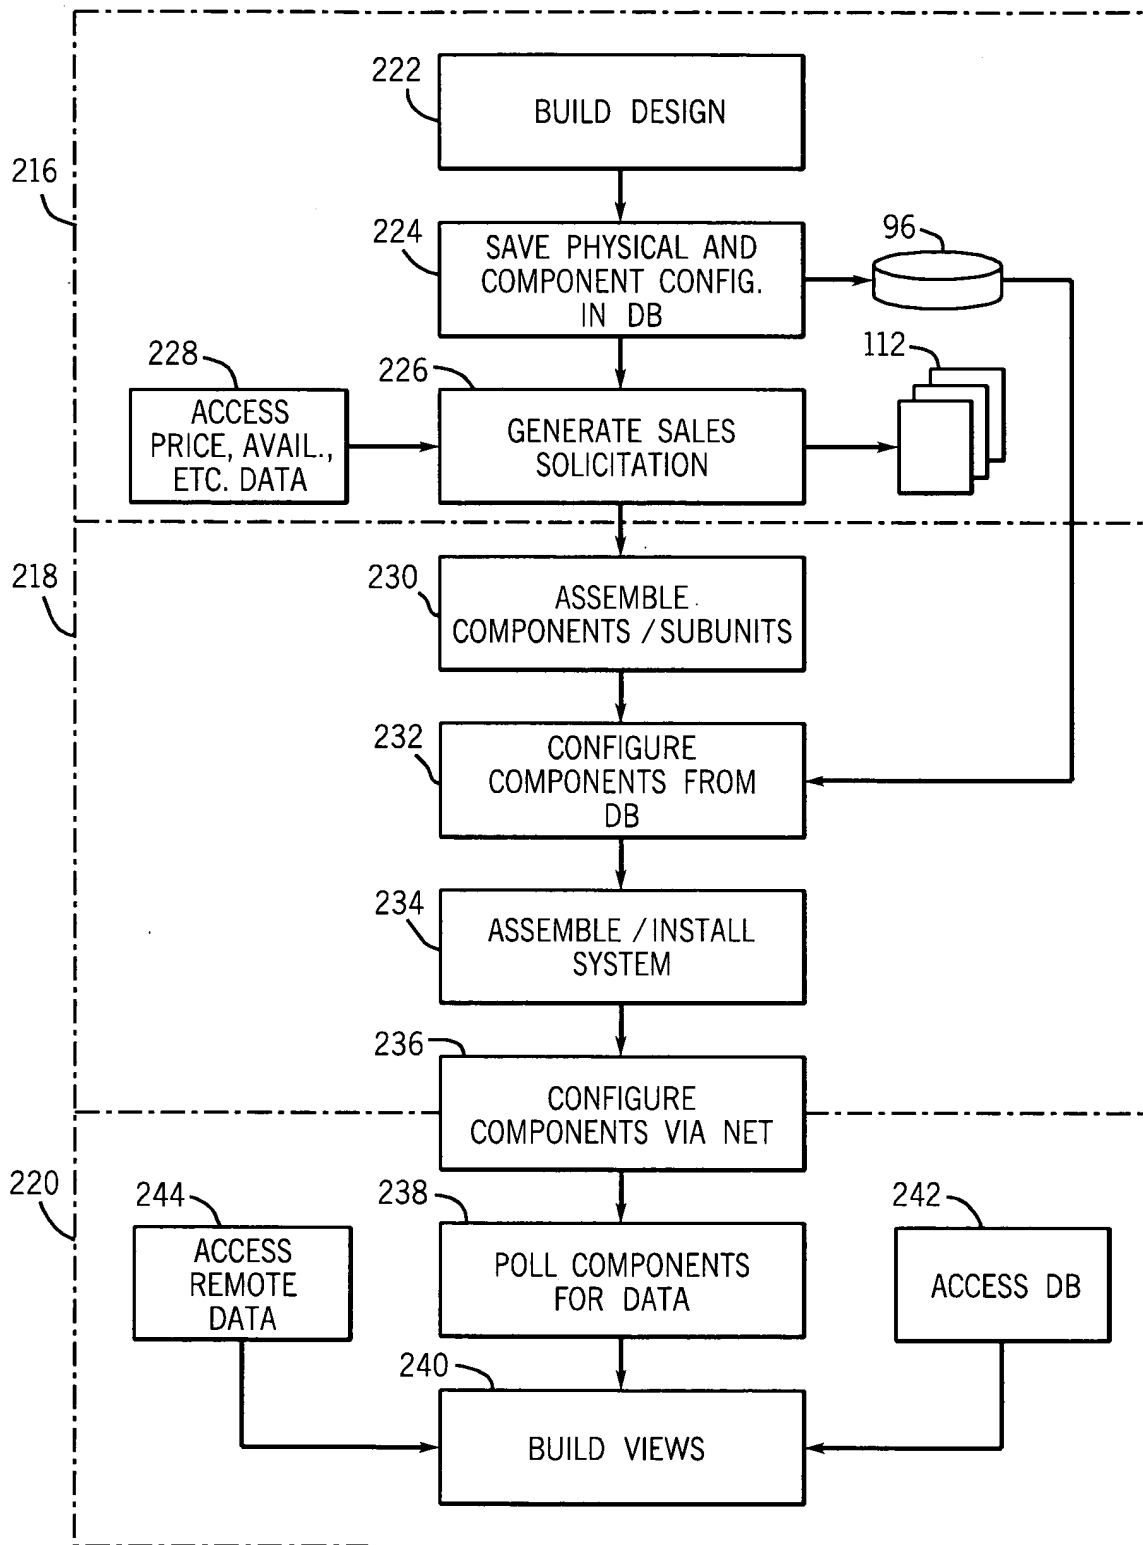 222
BUILD DESIGN
216
224
SAVE PHYSICAL AND
COMPONENT CONFIG.
IN DB
96
228
ACCESS
PRICE, AVAIL.,
ETC. DATA
226
GENERATE SALES
SOLICITATION
112
218
230
ASSEMBLE
COMPONENTS / SUBUNITS
232
CONFIGURE
COMPONENTS FROM
DB
234
ASSEMBLE / INSTALL
SYSTEM
236
CONFIGURE
COMPONENTS VIA NET
220
244
ACCESS
REMOTE
DATA
238
POLL COMPONENTS
FOR DATA
242
ACCESS DB
240
BUILD VIEWS